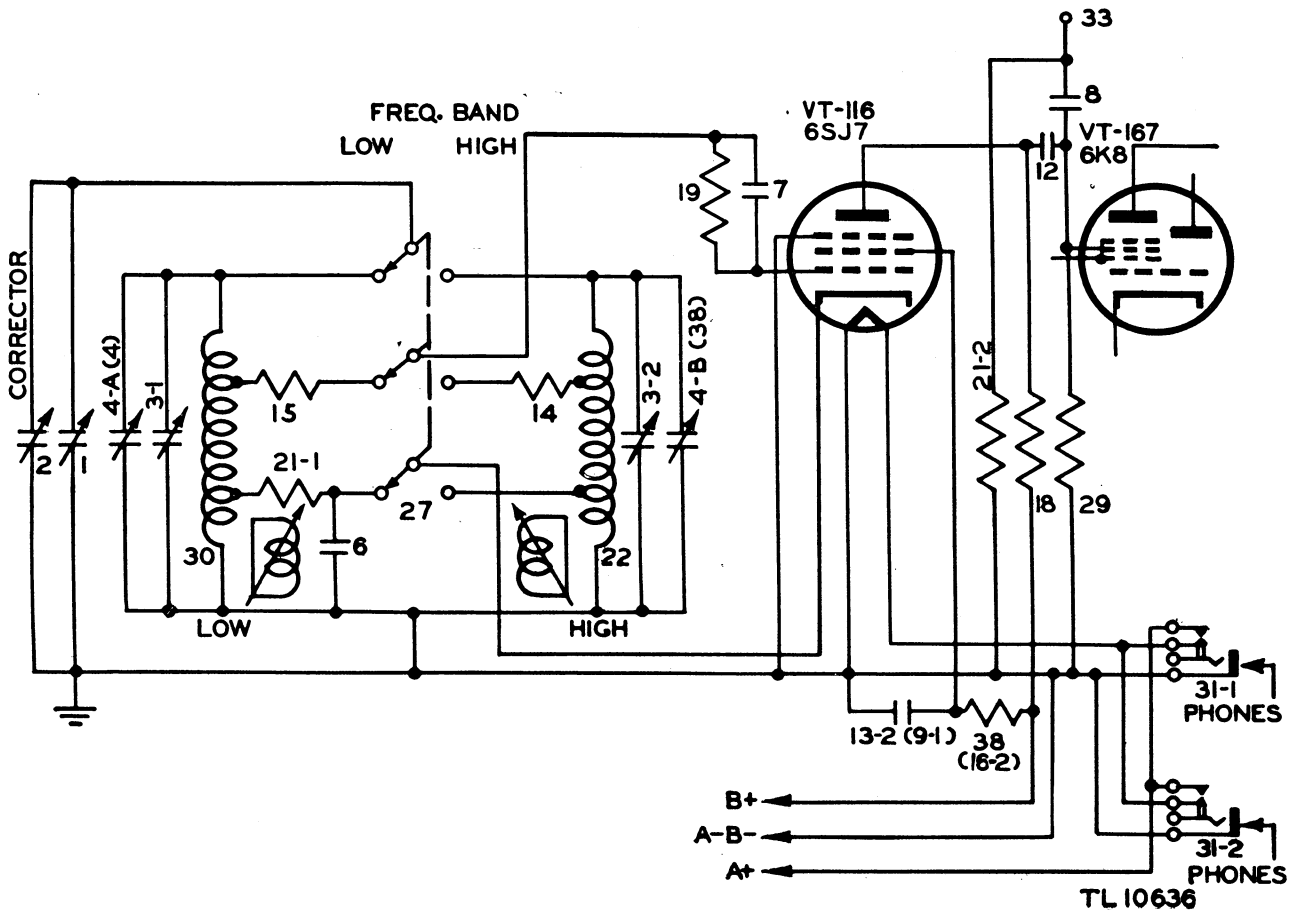 33
8
VT-116
6SJ7
VT-167
6K8
FREQ. BAND
LOW HIGH
12
19
7
CORRECTOR
4-A (4)
3-1
15
14
3-2
4-B (38)
21-2
2
1
21-1
27
18
29
30
6
22
LOW
HIGH
31-1
PHONES
13-2 (9-1)
38
(16-2)
B+
A-B-
A+
31-2
PHONES
TL 10636